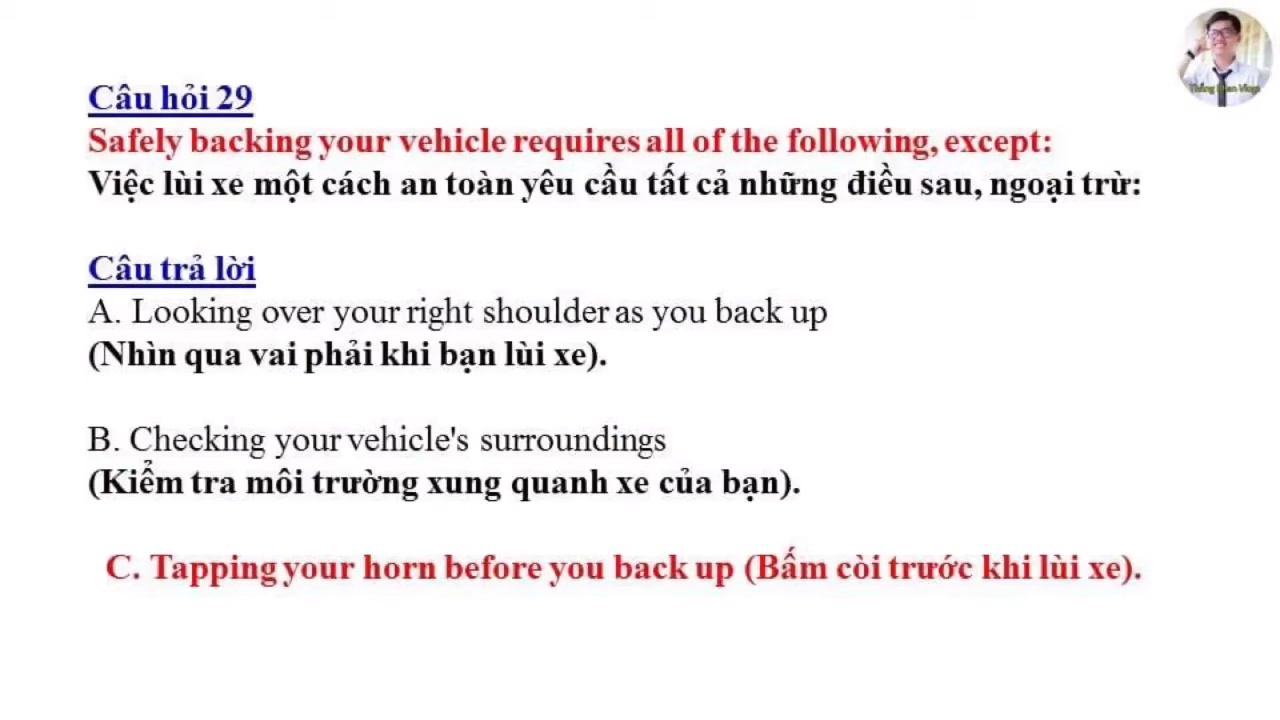 Câu hỏi 29
Safely backing your vehicle requires all of the following, except:
Việc lùi xe một cách an toàn yêu cầu tất cả những điều sau, ngoại trừ:
Câu trả lời
A. Looking over your right shoulder as you back up
(Nhìn qua vai phải khi bạn lùi xe).
B. Checking your vehicle's surroundings
(Kiểm tra môi trường xung quanh xe của bạn).
C. Tapping your horn before you back up (Bấm còi trước khi lùi xe).